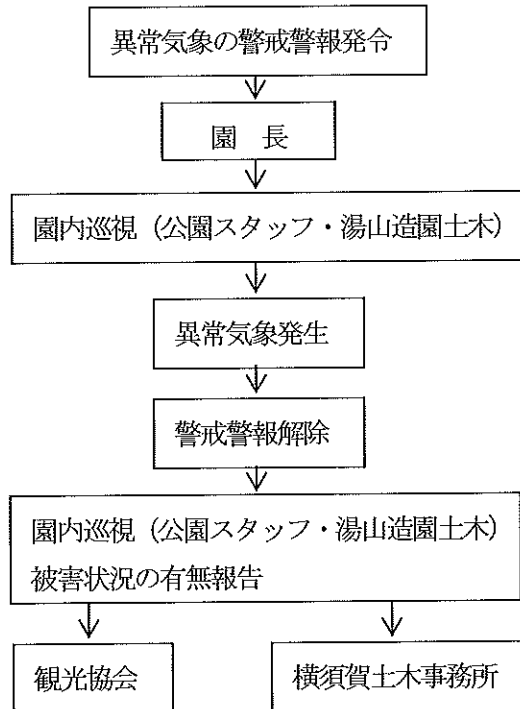 異常気象の警戒警報発令
園　長
園内巡視（公園スタッフ・湯山造園土木）
異常気象発生
警戒警報解除
園内巡視（公園スタッフ・湯山造園土木）
被害状況の有無報告
観光協会
横須賀土木事務所